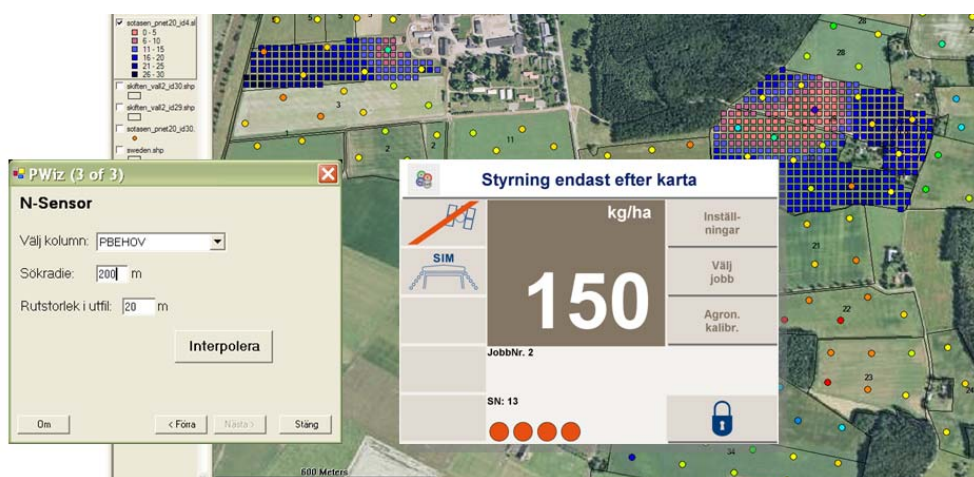 sotasen_pnet20_id4.sl
0 - 5
6 - 10
11 - 15
16 - 20
21 - 25
26 - 30
skiften_vall2_id30.shp
skiften_vall2_id29.shp
sotasen_pnet20_id30.
sweden.shp
28
3
1
2
2
11
21
22
23
24
34
600 Meters
PWiz (3 of 3)
N-Sensor
Välj kolumn: PBEHOV
Sökradie: 200 m
Rutstorlek i utfil: 20 m
Interpolera
Om
< Förra
Nästa >
Stäng
Styrning endast efter karta
SIM
kg/ha
150
Inställ-
ningar
Välj
jobb
Agron.
kalibr.
JobbNr. 2
SN: 13